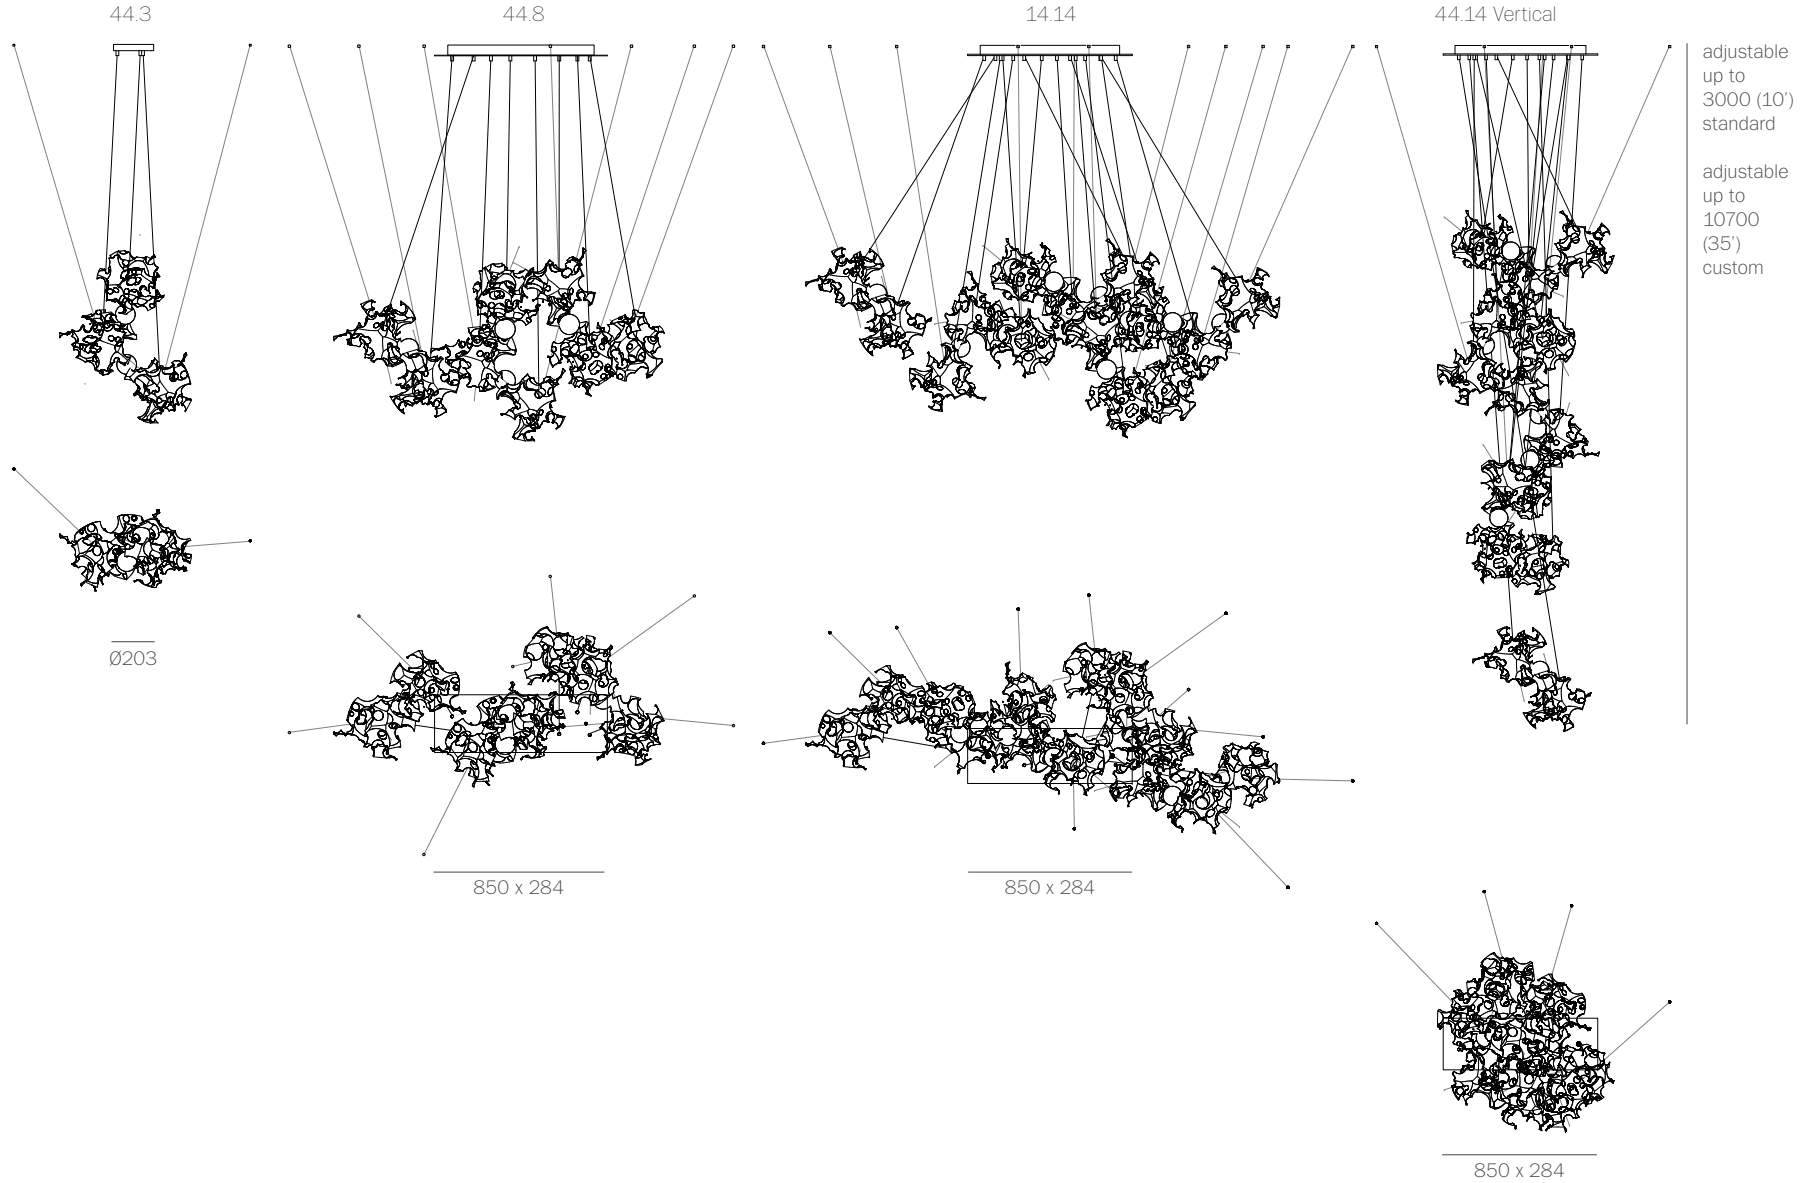 44.3
44.8
14.14
44.14 Vertical
adjustable
up to
3000 (10')
standard
adjustable
up to
10700
(35')
custom
Ø203
850 x 284
850 x 284
850 x 284